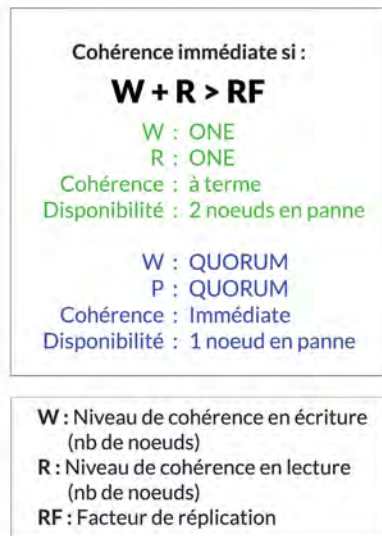 Cohérence immédiate si :
W + R > RF
W : ONE
R : ONE
Cohérence : à terme
Disponibilité : 2 noeuds en panne
W : QUORUM
P : QUORUM
Cohérence : Immédiate
Disponibilité : 1 noeud en panne
W : Niveau de cohérence en écriture
(nb de noeuds)
R : Niveau de cohérence en lecture
(nb de noeuds)
RF : Facteur de réplication